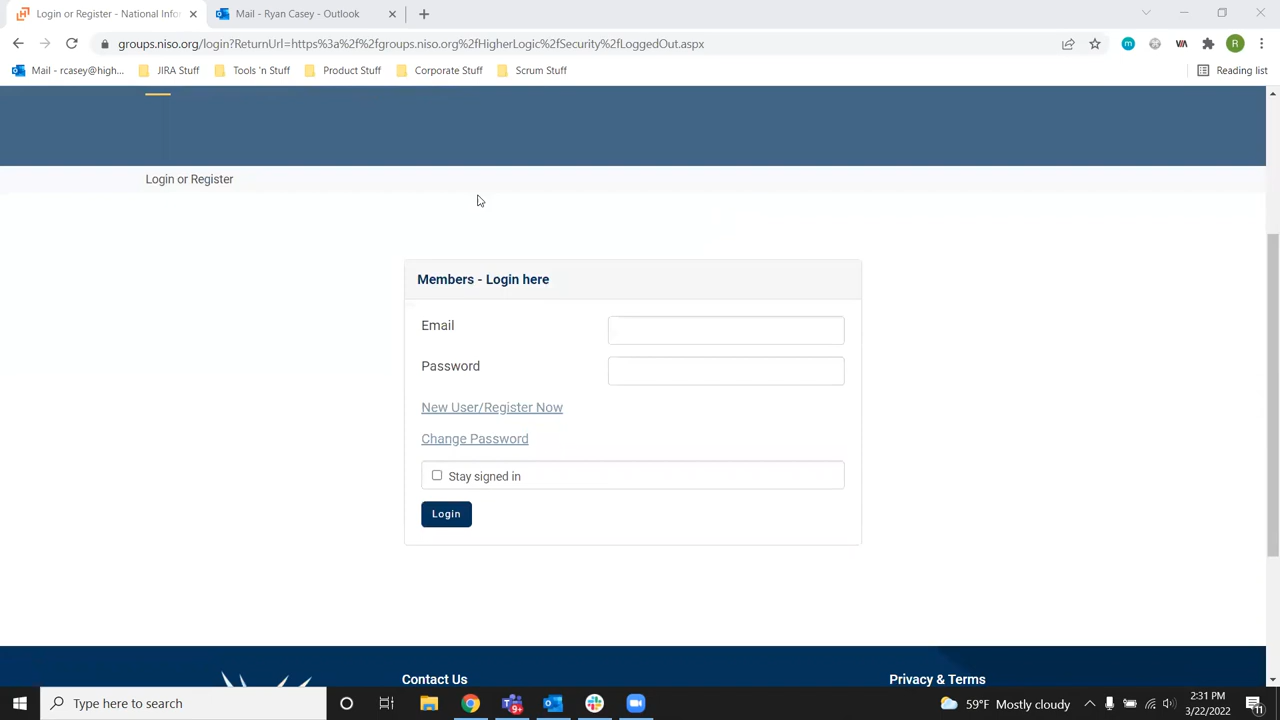 Login or Register - National Infor
Mail - Ryan Casey - Outlook
groups.niso.org/login?ReturnUrl=https%3a%2f%2fgroups.niso.org%2fHigherLogic%2fSecurity%2fLoggedOut.aspx
m
VIA
R
Mail - rcasey@high...
JIRA Stuff
Tools 'n Stuff
Product Stuff
Corporate Stuff
Scrum Stuff
Reading list
Login or Register
Members - Login here
Email
Password
New User/Register Now
Change Password
Stay signed in
Login
Contact Us
Privacy & Terms
Type here to search
9+
59°F Mostly cloudy
2:31 PM
3/22/2022
11